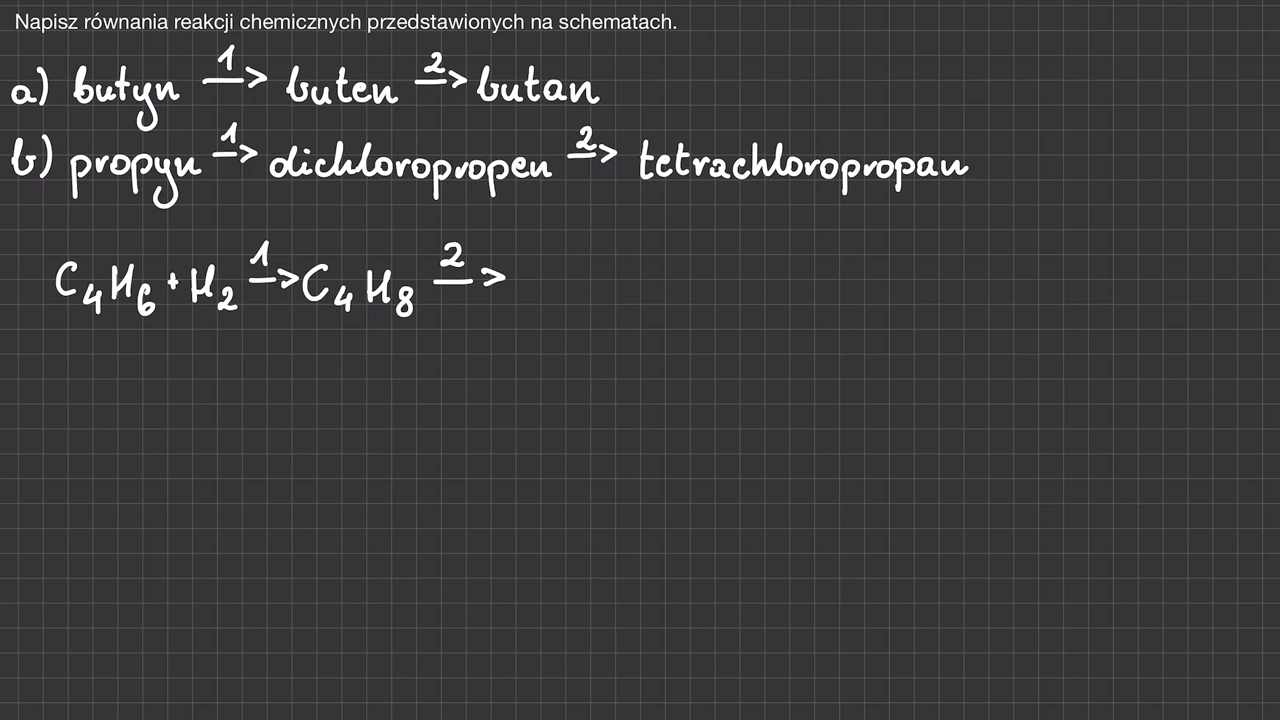 Napisz równania reakcji chemicznych przedstawionych na schematach.
a) butyn 1―> buten 2―> butan
b) propyn 1―> dichloropropen 2―> tetrachloropropan
C₄H₆ + H₂ 1―> C₄H₈ 2―>